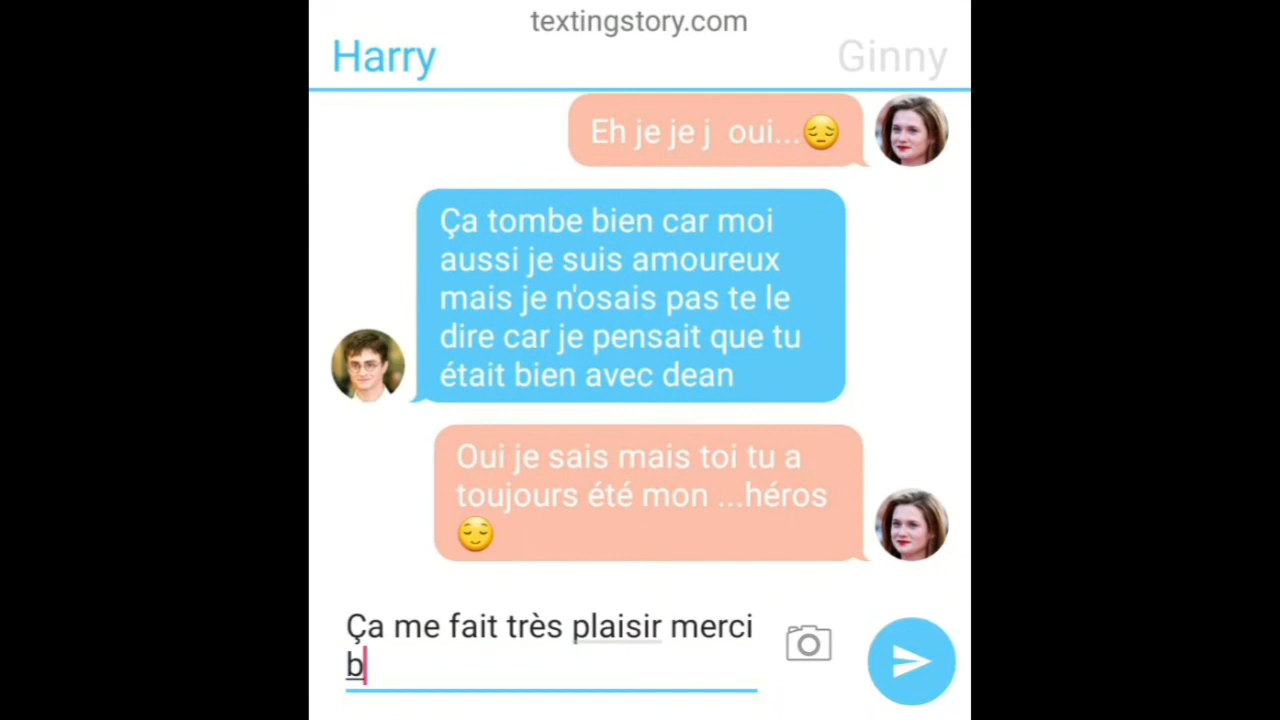 textingstory.com
Harry
Ginny
Eh je je j  oui...😔
Ça tombe bien car moi
aussi je suis amoureux
mais je n'osais pas te le
dire car je pensait que tu
était bien avec dean
Oui je sais mais toi tu a
toujours été mon ...héros
😌
Ça me fait très plaisir merci
b